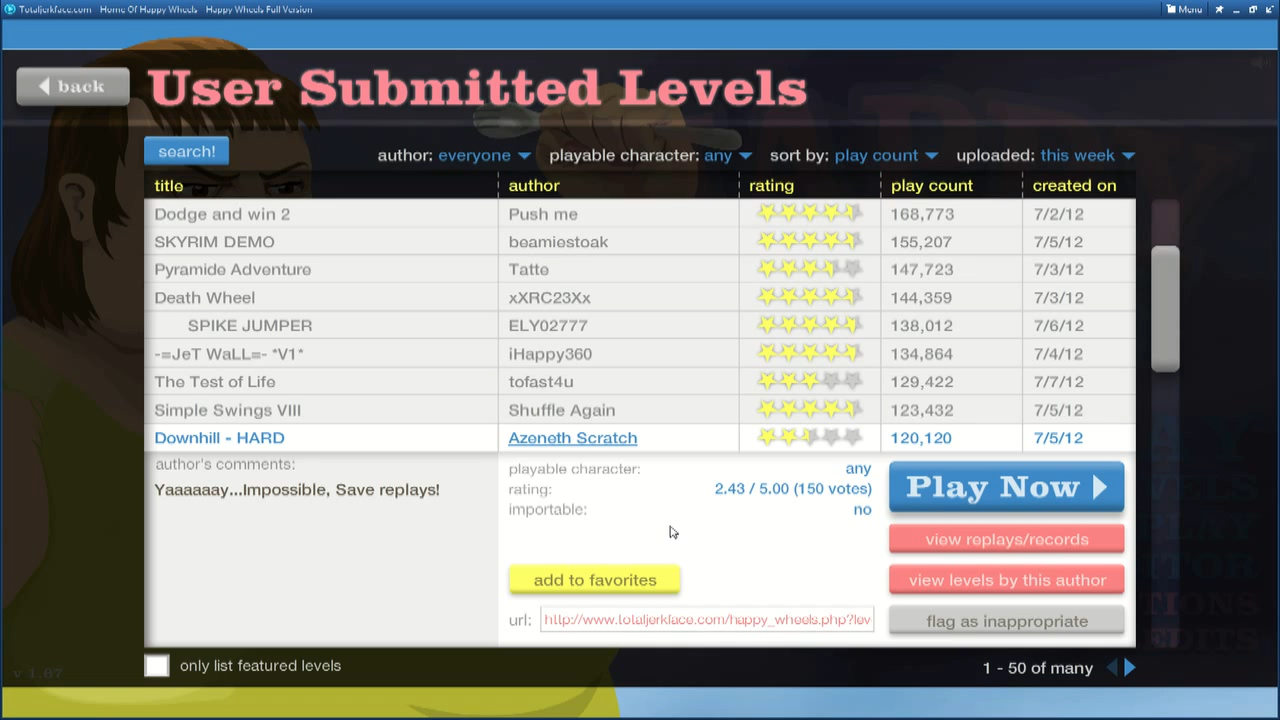 Totaljerkface.com - Home Of Happy Wheels - Happy Wheels Full Version
Menu
back
User Submitted Levels
search!
author: everyone
playable character: any
sort by: play count
uploaded: this week
title author rating play count created on
Dodge and win 2 Push me 168,773 7/2/12
SKYRIM DEMO beamiestoak 155,207 7/5/12
Pyramide Adventure Tatte 147,723 7/3/12
Death Wheel xXRC23Xx 144,359 7/3/12
SPIKE JUMPER ELY02777 138,012 7/6/12
-=JeT WaLL=- *V1* iHappy360 134,864 7/4/12
The Test of Life tofast4u 129,422 7/7/12
Simple Swings VIII Shuffle Again 123,432 7/5/12
Downhill - HARD Azeneth Scratch 120,120 7/5/12
author's comments:
Yaaaaaay...Impossible, Save replays!
playable character: any
rating: 2.43 / 5.00 (150 votes)
importable: no
add to favorites
url: http://www.totaljerkface.com/happy_wheels.php?lev
Play Now
view replays/records
view levels by this author
flag as inappropriate
only list featured levels
1 - 50 of many
v 1.67